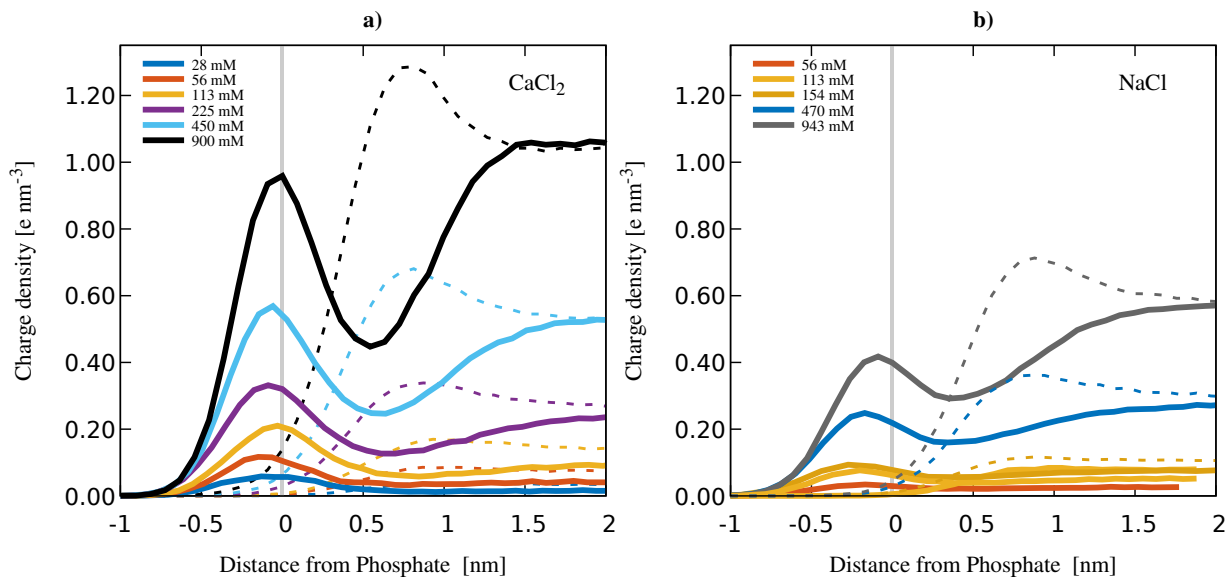 a)
Charge density [e nm-3]
1.20
1.00
0.80
0.60
0.40
0.20
0.00
28 mM
56 mM
113 mM
225 mM
450 mM
900 mM
CaCl2
-1
-0.5
0
0.5
1
1.5
2
Distance from Phosphate [nm]
b)
Charge density [e nm-3]
1.20
1.00
0.80
0.60
0.40
0.20
0.00
56 mM
113 mM
154 mM
470 mM
943 mM
NaCl
-1
-0.5
0
0.5
1
1.5
2
Distance from Phosphate [nm]